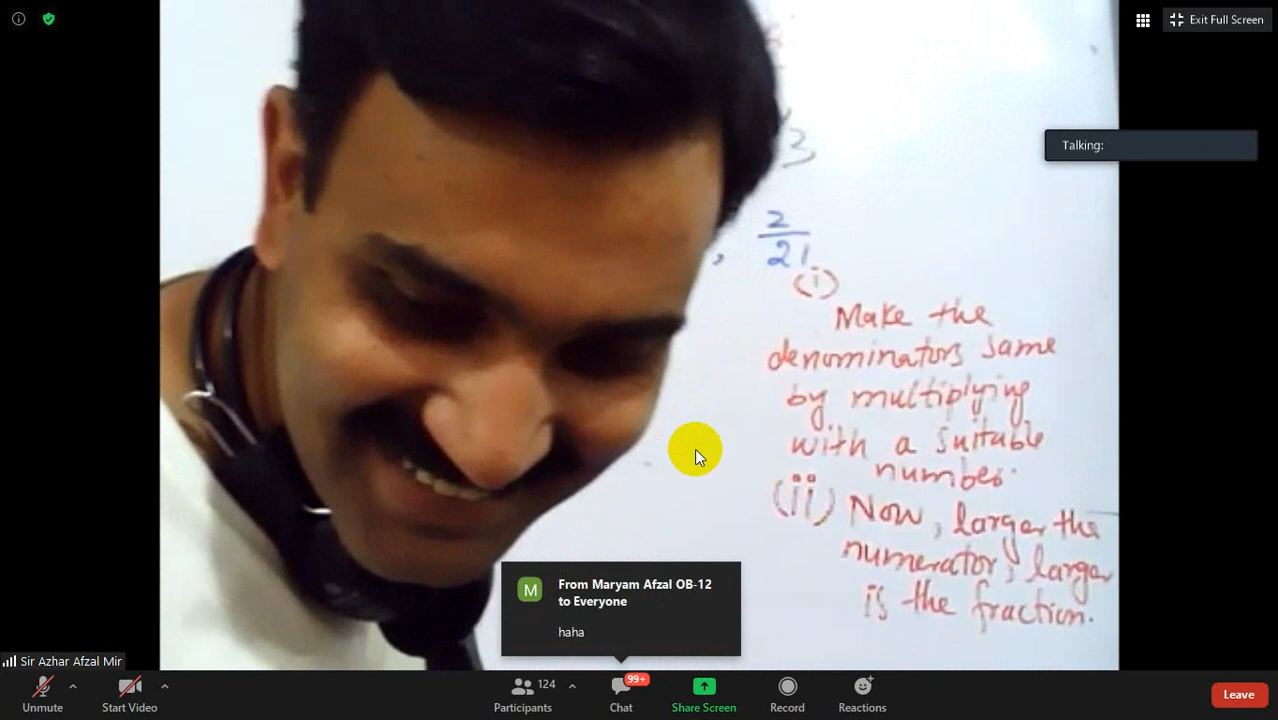 Exit Full Screen
Talking:
2
21
(i)
Make the
denominators same
by multiplying
with a suitable
number.
(ii) Now, larger the
numerator, larger
is the fraction.
M
From Maryam Afzal OB-12
to Everyone
haha
Sir Azhar Afzal Mir
Unmute
Start Video
124
Participants
99+
Chat
Share Screen
Record
Reactions
Leave